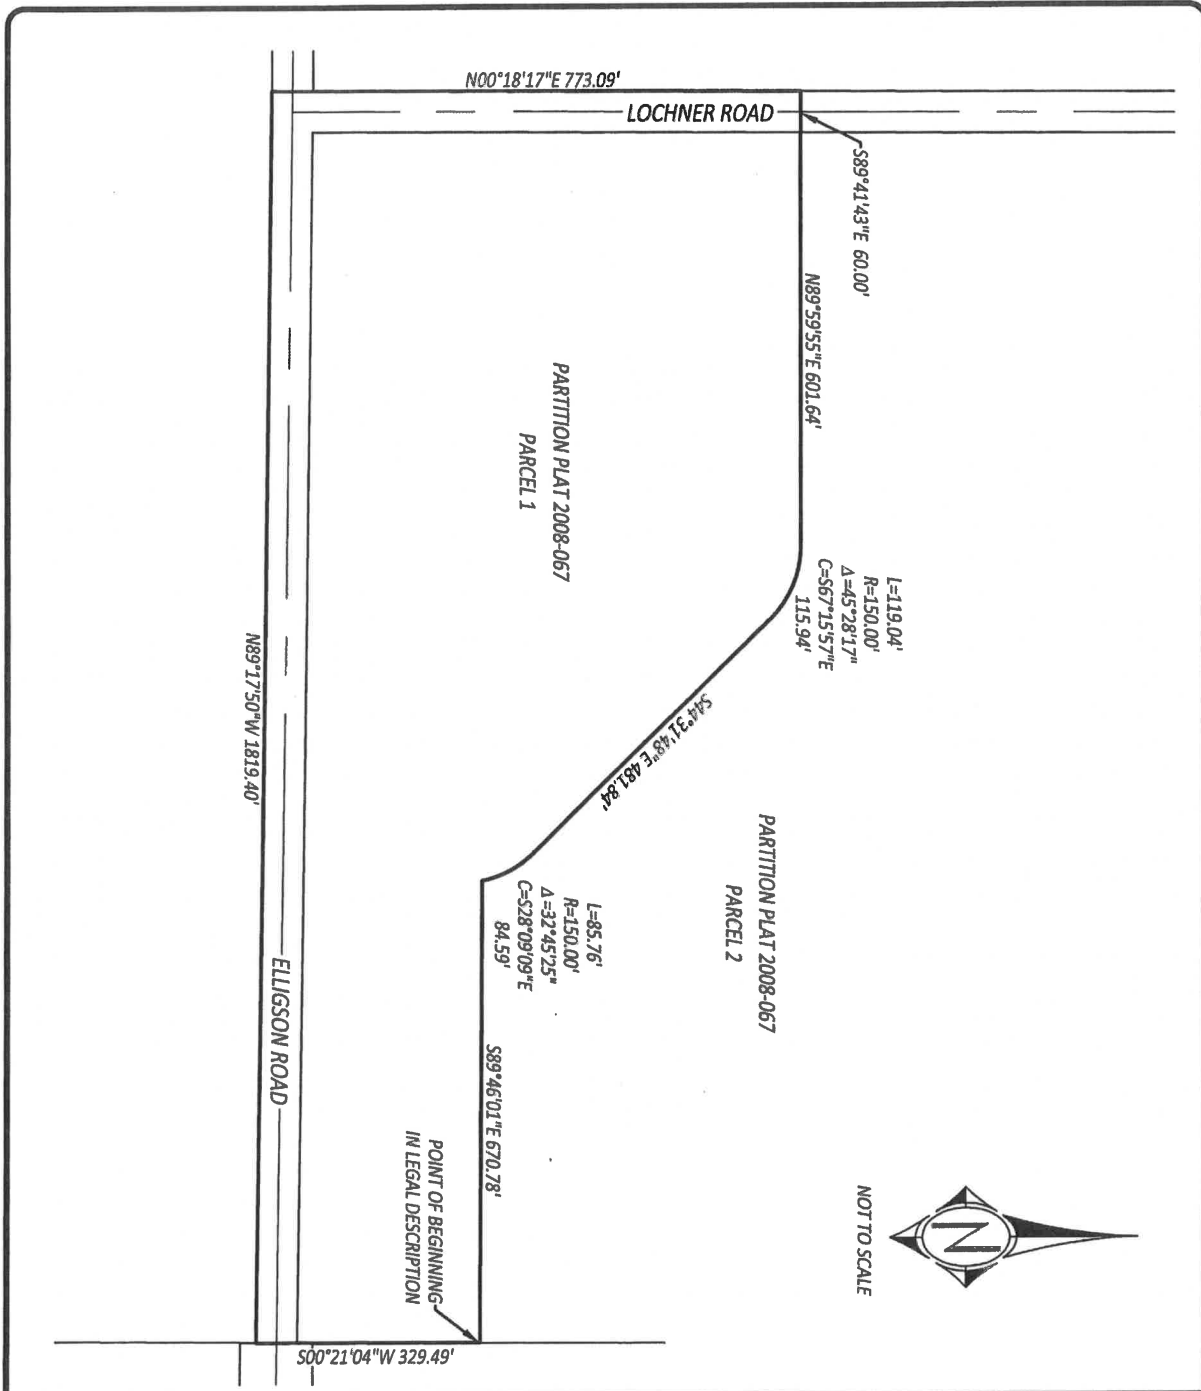 N00°18'17"E 773.09'
LOCHNER ROAD
S89°41'43"E 60.00'
N89°59'55"E 601.64'
PARTITION PLAT 2008-067
PARCEL 1
L=119.04'
R=150.00'
Δ=45°28'17"
C=S67°15'57"E
115.94'
S44°31'48"E 481.84'
N89°17'50"W 1819.40'
PARTITION PLAT 2008-067
PARCEL 2
L=85.76'
R=150.00'
Δ=32°45'25"
C=S28°09'09"E
84.59'
ELLIGSON ROAD
S89°46'01"E 670.78'
POINT OF BEGINNING
IN LEGAL DESCRIPTION
NOT TO SCALE
N
S00°21'04"W 329.49'